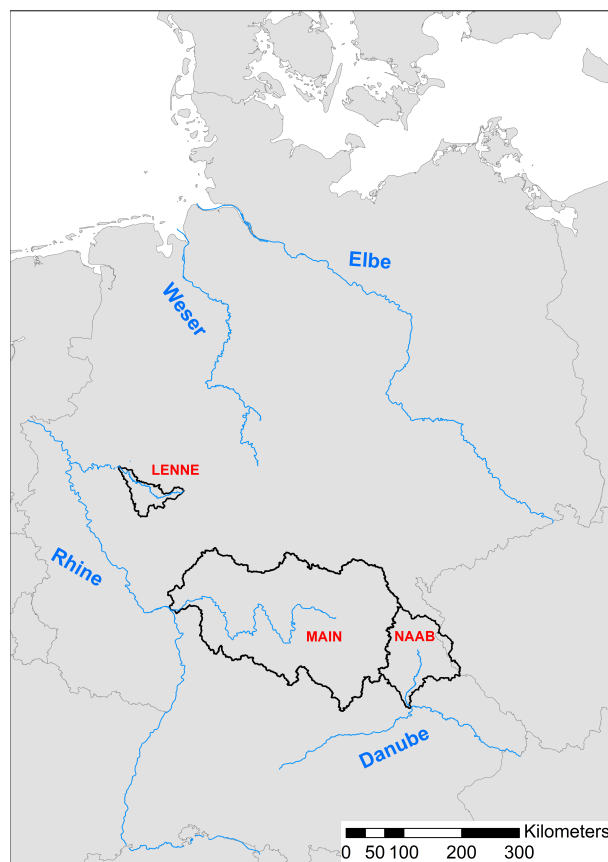 Elbe
Weser
LENNE
Rhine
MAIN
NAAB
Danube
Kilometers
0 50 100 200 300